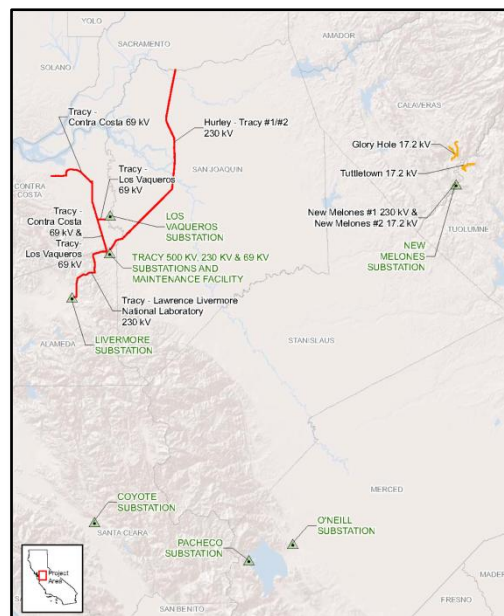 YOLO
SACRAMENTO
AMADOR
SOLANO
CALAVERAS
Tracy -
Contra Costa 69 kV
Hurley - Tracy #1/#2
230 kV
Glory Hole 17.2 kV
Tracy -
Los Vaqueros
69 kV
SAN JOAQUIN
Tuttletown 17.2 kV
CONTRA
COSTA
Tracy -
Contra Costa
69 kV &
Tracy-
Los Vaqueros
69 kV
LOS
VAQUEROS
SUBSTATION
New Melones #1 230 kV &
New Melones #2 17.2 kV
TUOLUMNE
NEW
MELONES
SUBSTATION
TRACY 500 KV, 230 KV & 69 KV
SUBSTATIONS AND
MAINTENANCE FACILITY
Tracy - Lawrence Livermore
National Laboratory
230 kV
LIVERMORE
SUBSTATION
ALAMEDA
STANISLAUS
COYOTE
SUBSTATION
MERCED
SANTA CLARA
O'NEILL
SUBSTATION
PACHECO
SUBSTATION
Project
Area
MADER
SAN BENITO
FRESNO